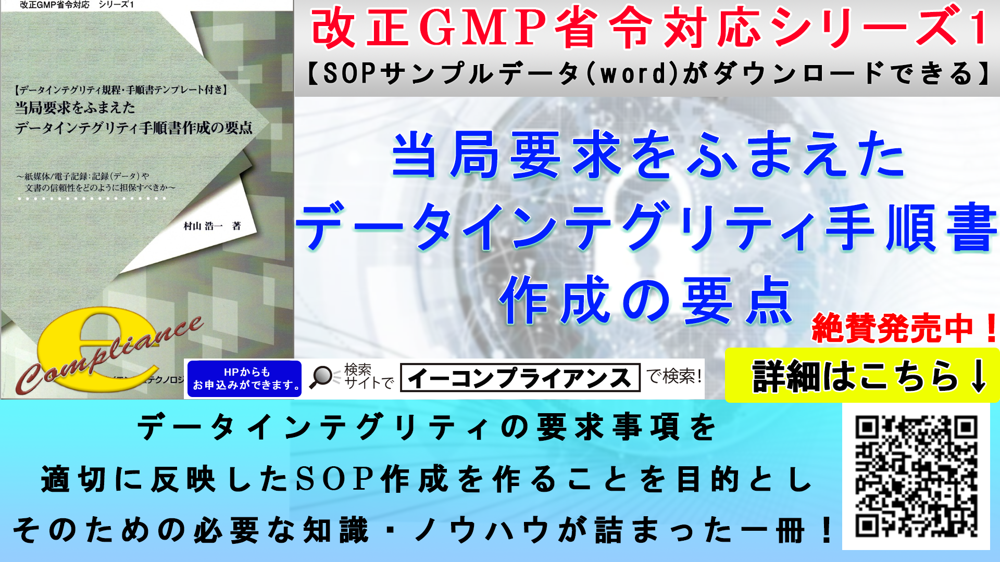 改正GMP省令対応 シリーズ1
【データインテグリティ規程・手順書テンプレート付き】
当局要求をふまえた
データインテグリティ手順書作成の要点
～紙媒体/電子記録：記録（データ）や
文書の信頼性をどのように担保すべきか～
村山 浩一 著
e
Compliance
テクノロジ
改正GMP省令対応シリーズ1
【SOPサンプルデータ(word)がダウンロードできる】
当局要求をふまえた
データインテグリティ手順書
作成の要点
絶賛発売中！
HPからも
お申込みができます。
検索
サイトで
イーコンプライアンス
で検索!
詳細はこちら↓
データインテグリティの要求事項を
適切に反映したSOP作成を作ることを目的とし
そのための必要な知識・ノウハウが詰まった一冊！